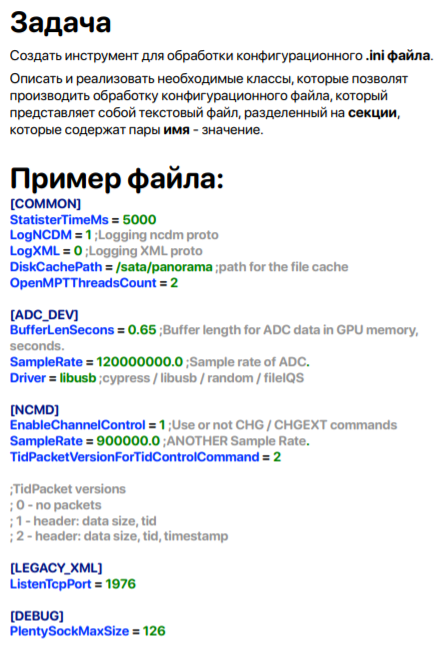 Задача
Создать инструмент для обработки конфигурационного .ini файла.
Описать и реализовать необходимые классы, которые позволят
производить обработку конфигурационного файла, который
представляет собой текстовый файл, разделенный на секции,
которые содержат пары имя - значение.
Пример файла:
[COMMON]
StatisterTimeMs = 5000
LogNCDM = 1 ;Logging ncdm proto
LogXML = 0 ;Logging XML proto
DiskCachePath = /sata/panorama ;path for the file cache
OpenMPTThreadsCount = 2
[ADC_DEV]
BufferLenSecons = 0.65 ;Buffer length for ADC data in GPU memory,
seconds.
SampleRate = 120000000.0 ;Sample rate of ADC.
Driver = libusb ;cypress / libusb / random / fileIQS
[NCMD]
EnableChannelControl = 1 ;Use or not CHG / CHGEXT commands
SampleRate = 900000.0 ;ANOTHER Sample Rate.
TidPacketVersionForTidControlCommand = 2
;TidPacket versions
; 0 - no packets
; 1 - header: data size, tid
; 2 - header: data size, tid, timestamp
[LEGACY_XML]
ListenTcpPort = 1976
[DEBUG]
PlentySockMaxSize = 126